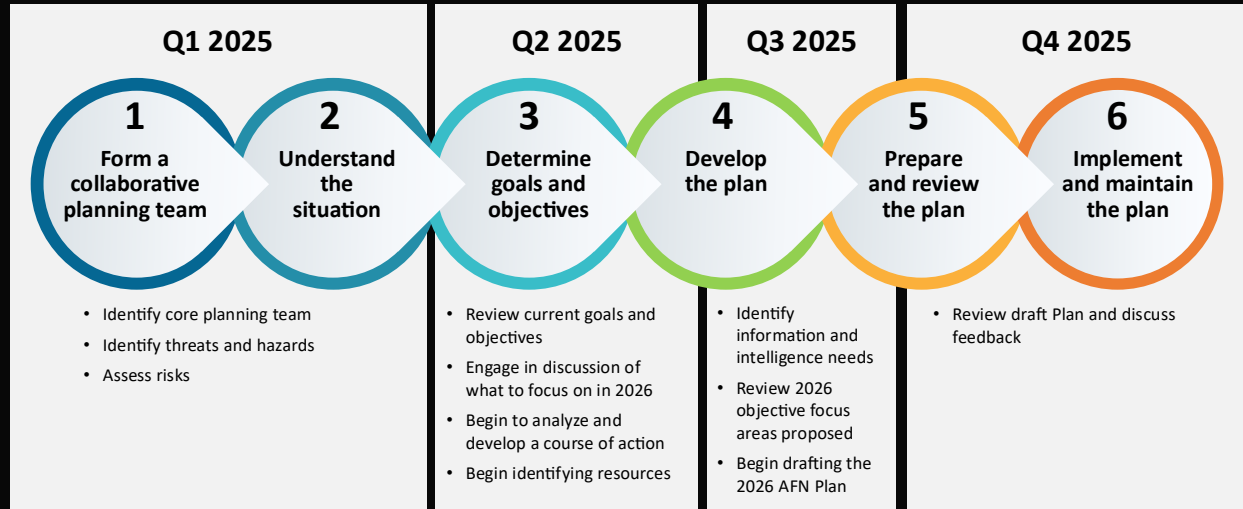 Q1 2025
Q2 2025
Q3 2025
Q4 2025
1
Form a
collaborative
planning team
2
Understand
the
situation
3
Determine
goals and
objectives
4
Develop
the plan
5
Prepare
and review
the plan
6
Implement
and maintain
the plan
• Identify core planning team
• Identify threats and hazards
• Assess risks
• Review current goals and
objectives
• Engage in discussion of
what to focus on in 2026
• Begin to analyze and
develop a course of action
• Begin identifying resources
• Identify
information and
intelligence needs
• Review 2026
objective focus
areas proposed
• Begin drafting the
2026 AFN Plan
• Review draft Plan and discuss
feedback